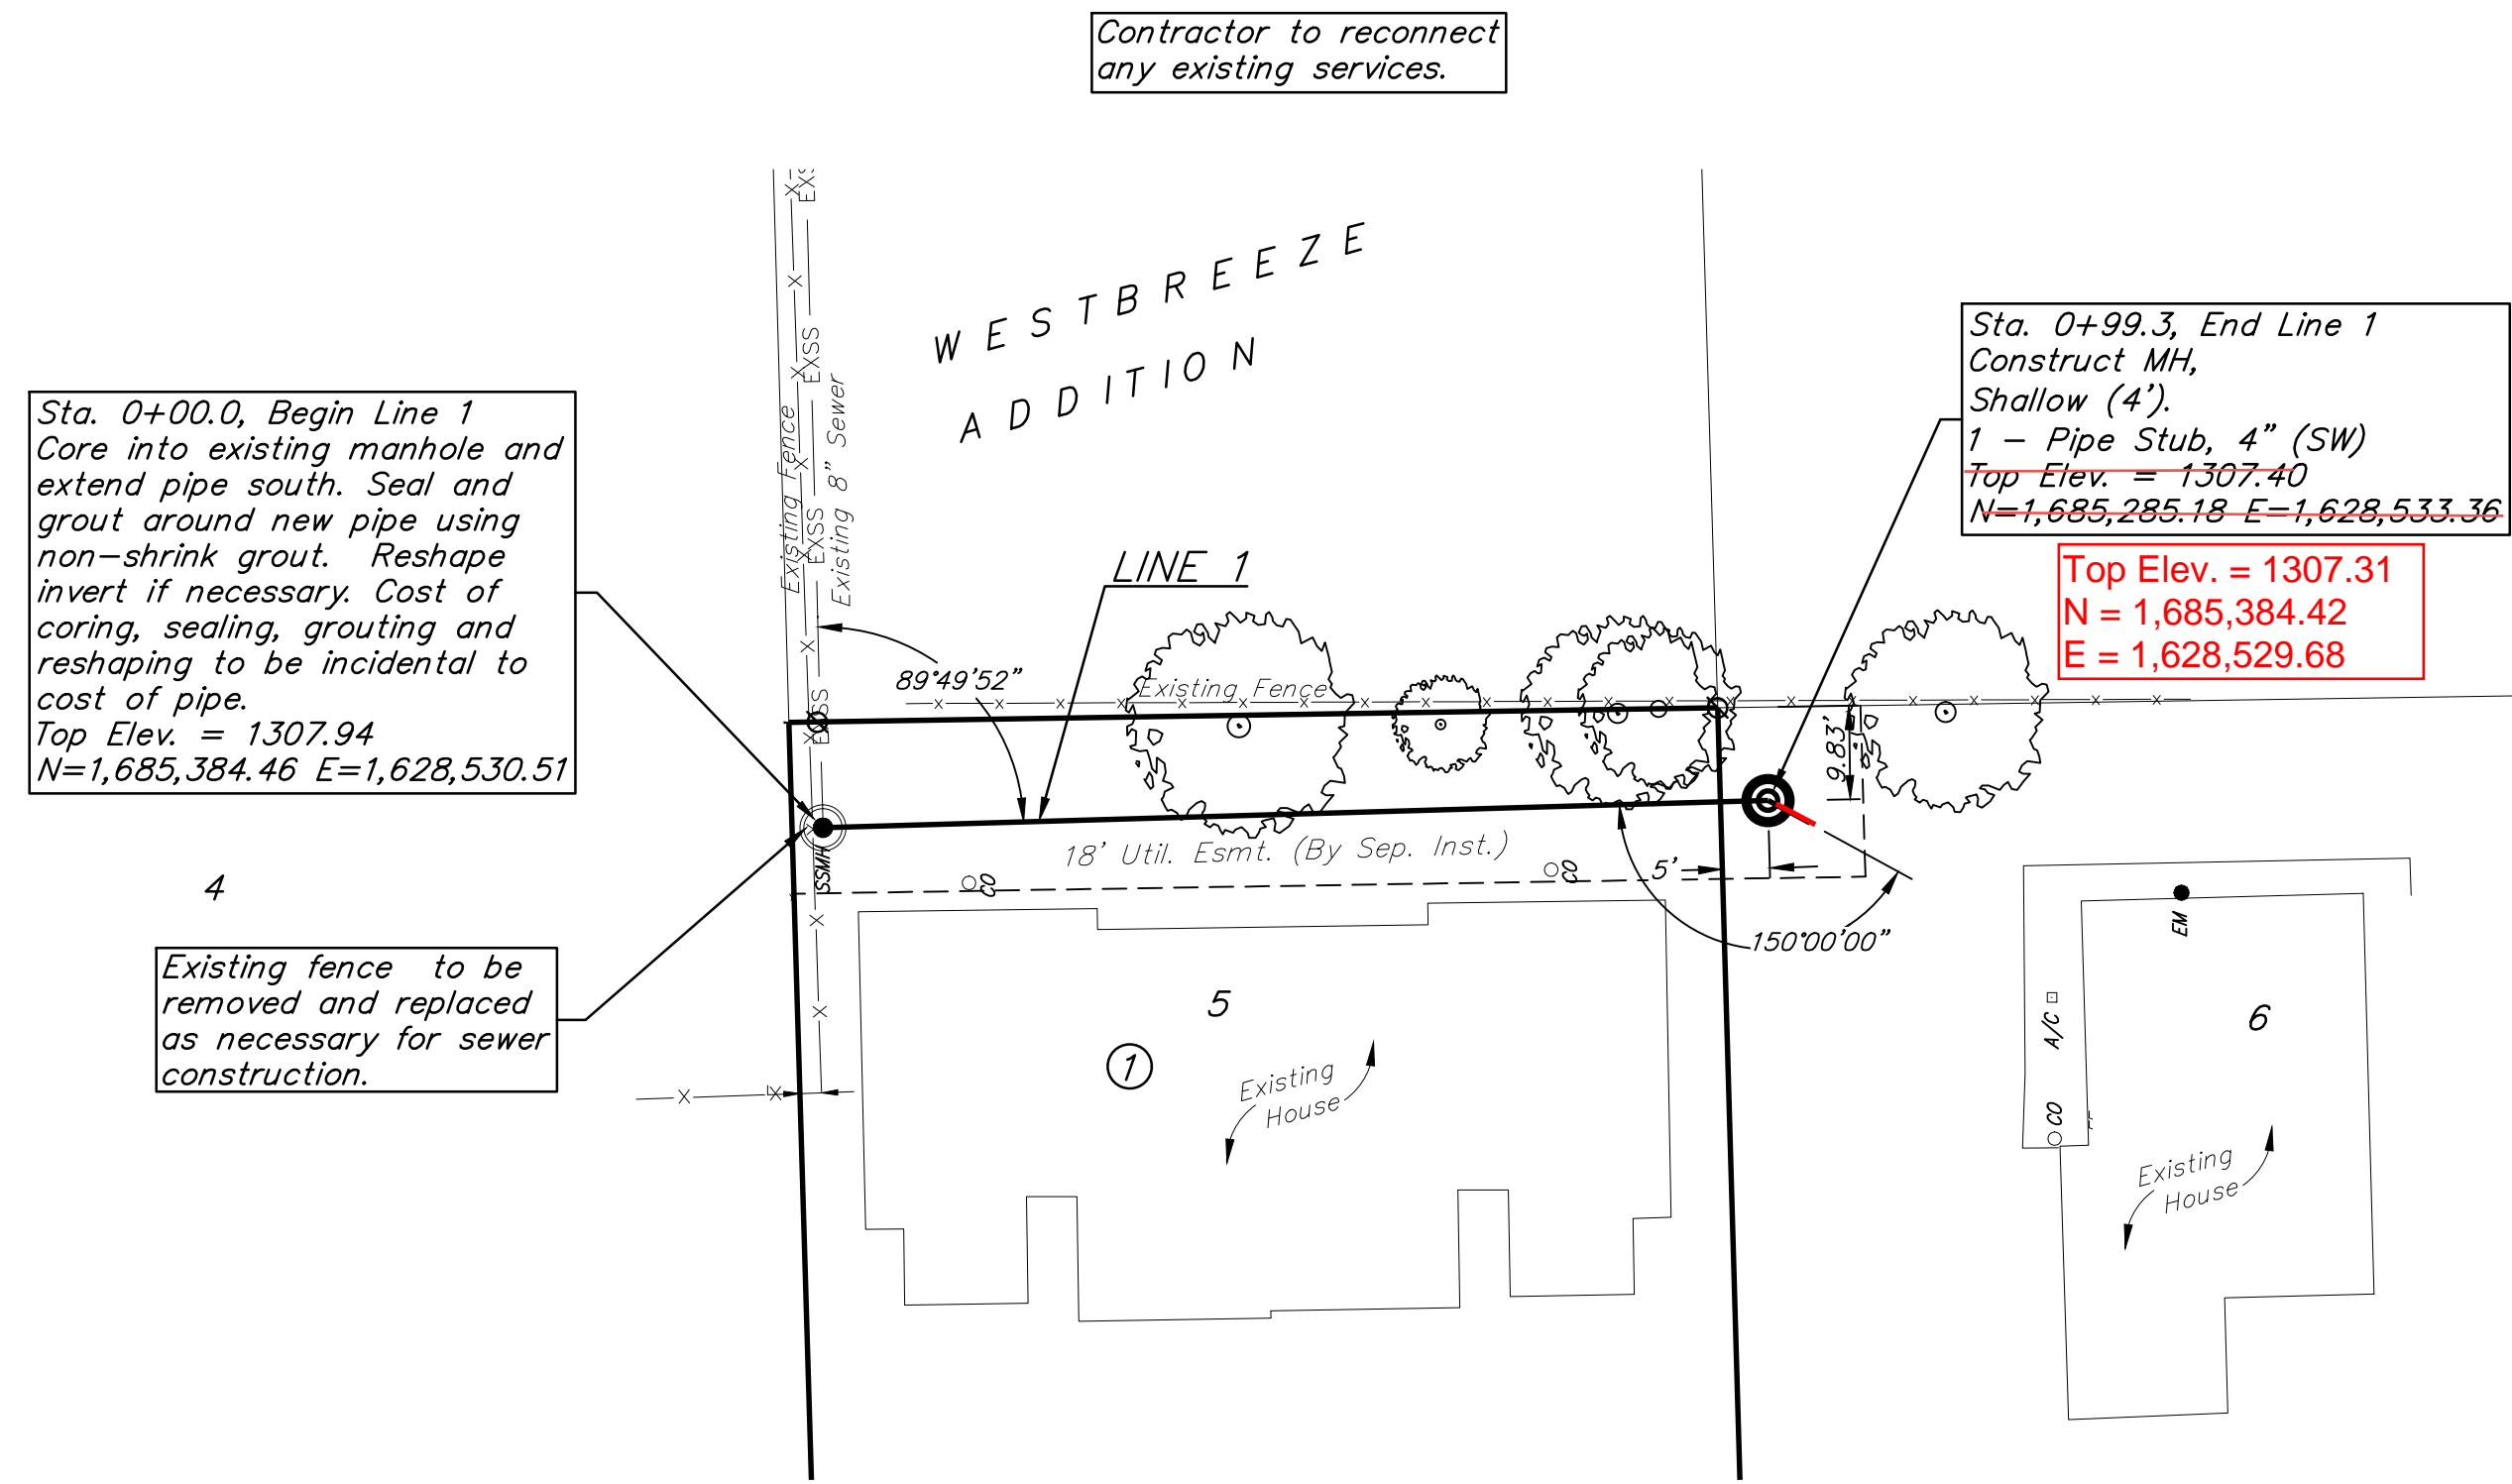 Contractor to reconnect
any existing services.
EXSS
WESTBREEZE
ADDITION
EXSS
Existing Fence
Existing 8" Sewer
EXSS
EXSS
Sta. 0+00.0, Begin Line 1
Core into existing manhole and
extend pipe south. Seal and
grout around new pipe using
non-shrink grout. Reshape
invert if necessary. Cost of
coring, sealing, grouting and
reshaping to be incidental to
cost of pipe.
Top Elev. = 1307.94
N=1,685,384.46 E=1,628,530.51
Sta. 0+99.3, End Line 1
Construct MH,
Shallow (4').
1 - Pipe Stub, 4" (SW)
Top Elev. = 1307.40
N=1,685,285.18 E=1,628,533.36
Top Elev. = 1307.31
N = 1,685,384.42
E = 1,628,529.68
LINE 1
89°49'52"
Existing Fence
9.83'
18' Util. Esmt. (By Sep. Inst.)
SSMH
CO
CO
5'
4
150°00'00"
EM
Existing fence to be
removed and replaced
as necessary for sewer
construction.
5
1
Existing
House
6
A/C
CO
Existing
House